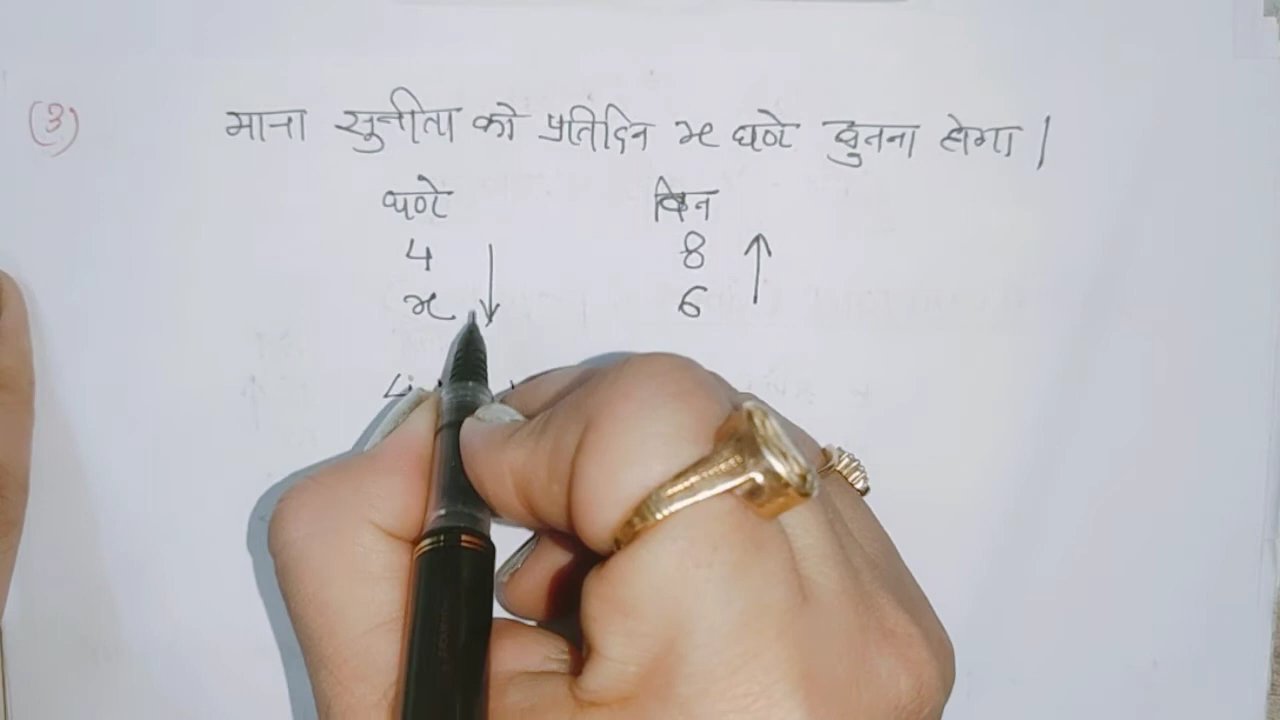 (3) माना सुनीता को प्रतिदिन x घण्टे बुनना होगा |
घण्टे दिन
4 ↓ 8 ↑
x 6